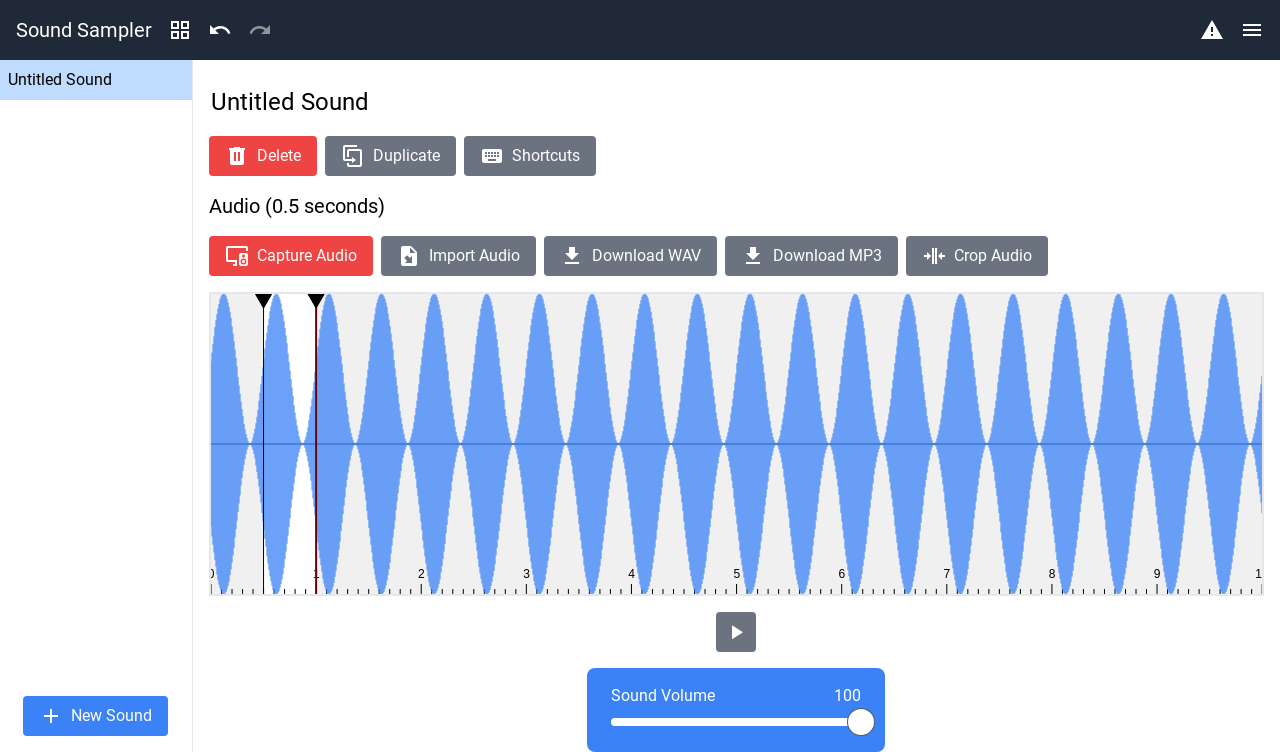 Sound Sampler
Untitled Sound
Untitled Sound
Delete
Duplicate
Shortcuts
Audio (0.5 seconds)
Capture Audio
Import Audio
Download WAV
Download MP3
Crop Audio
0 1 2 3 4 5 6 7 8 9 1
Sound Volume 100
New Sound